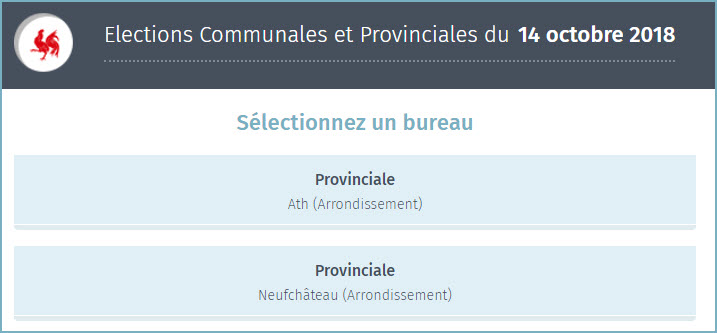 Elections Communales et Provinciales du 14 octobre 2018
Sélectionnez un bureau
Provinciale
Ath (Arrondissement)
Provinciale
Neufchâteau (Arrondissement)